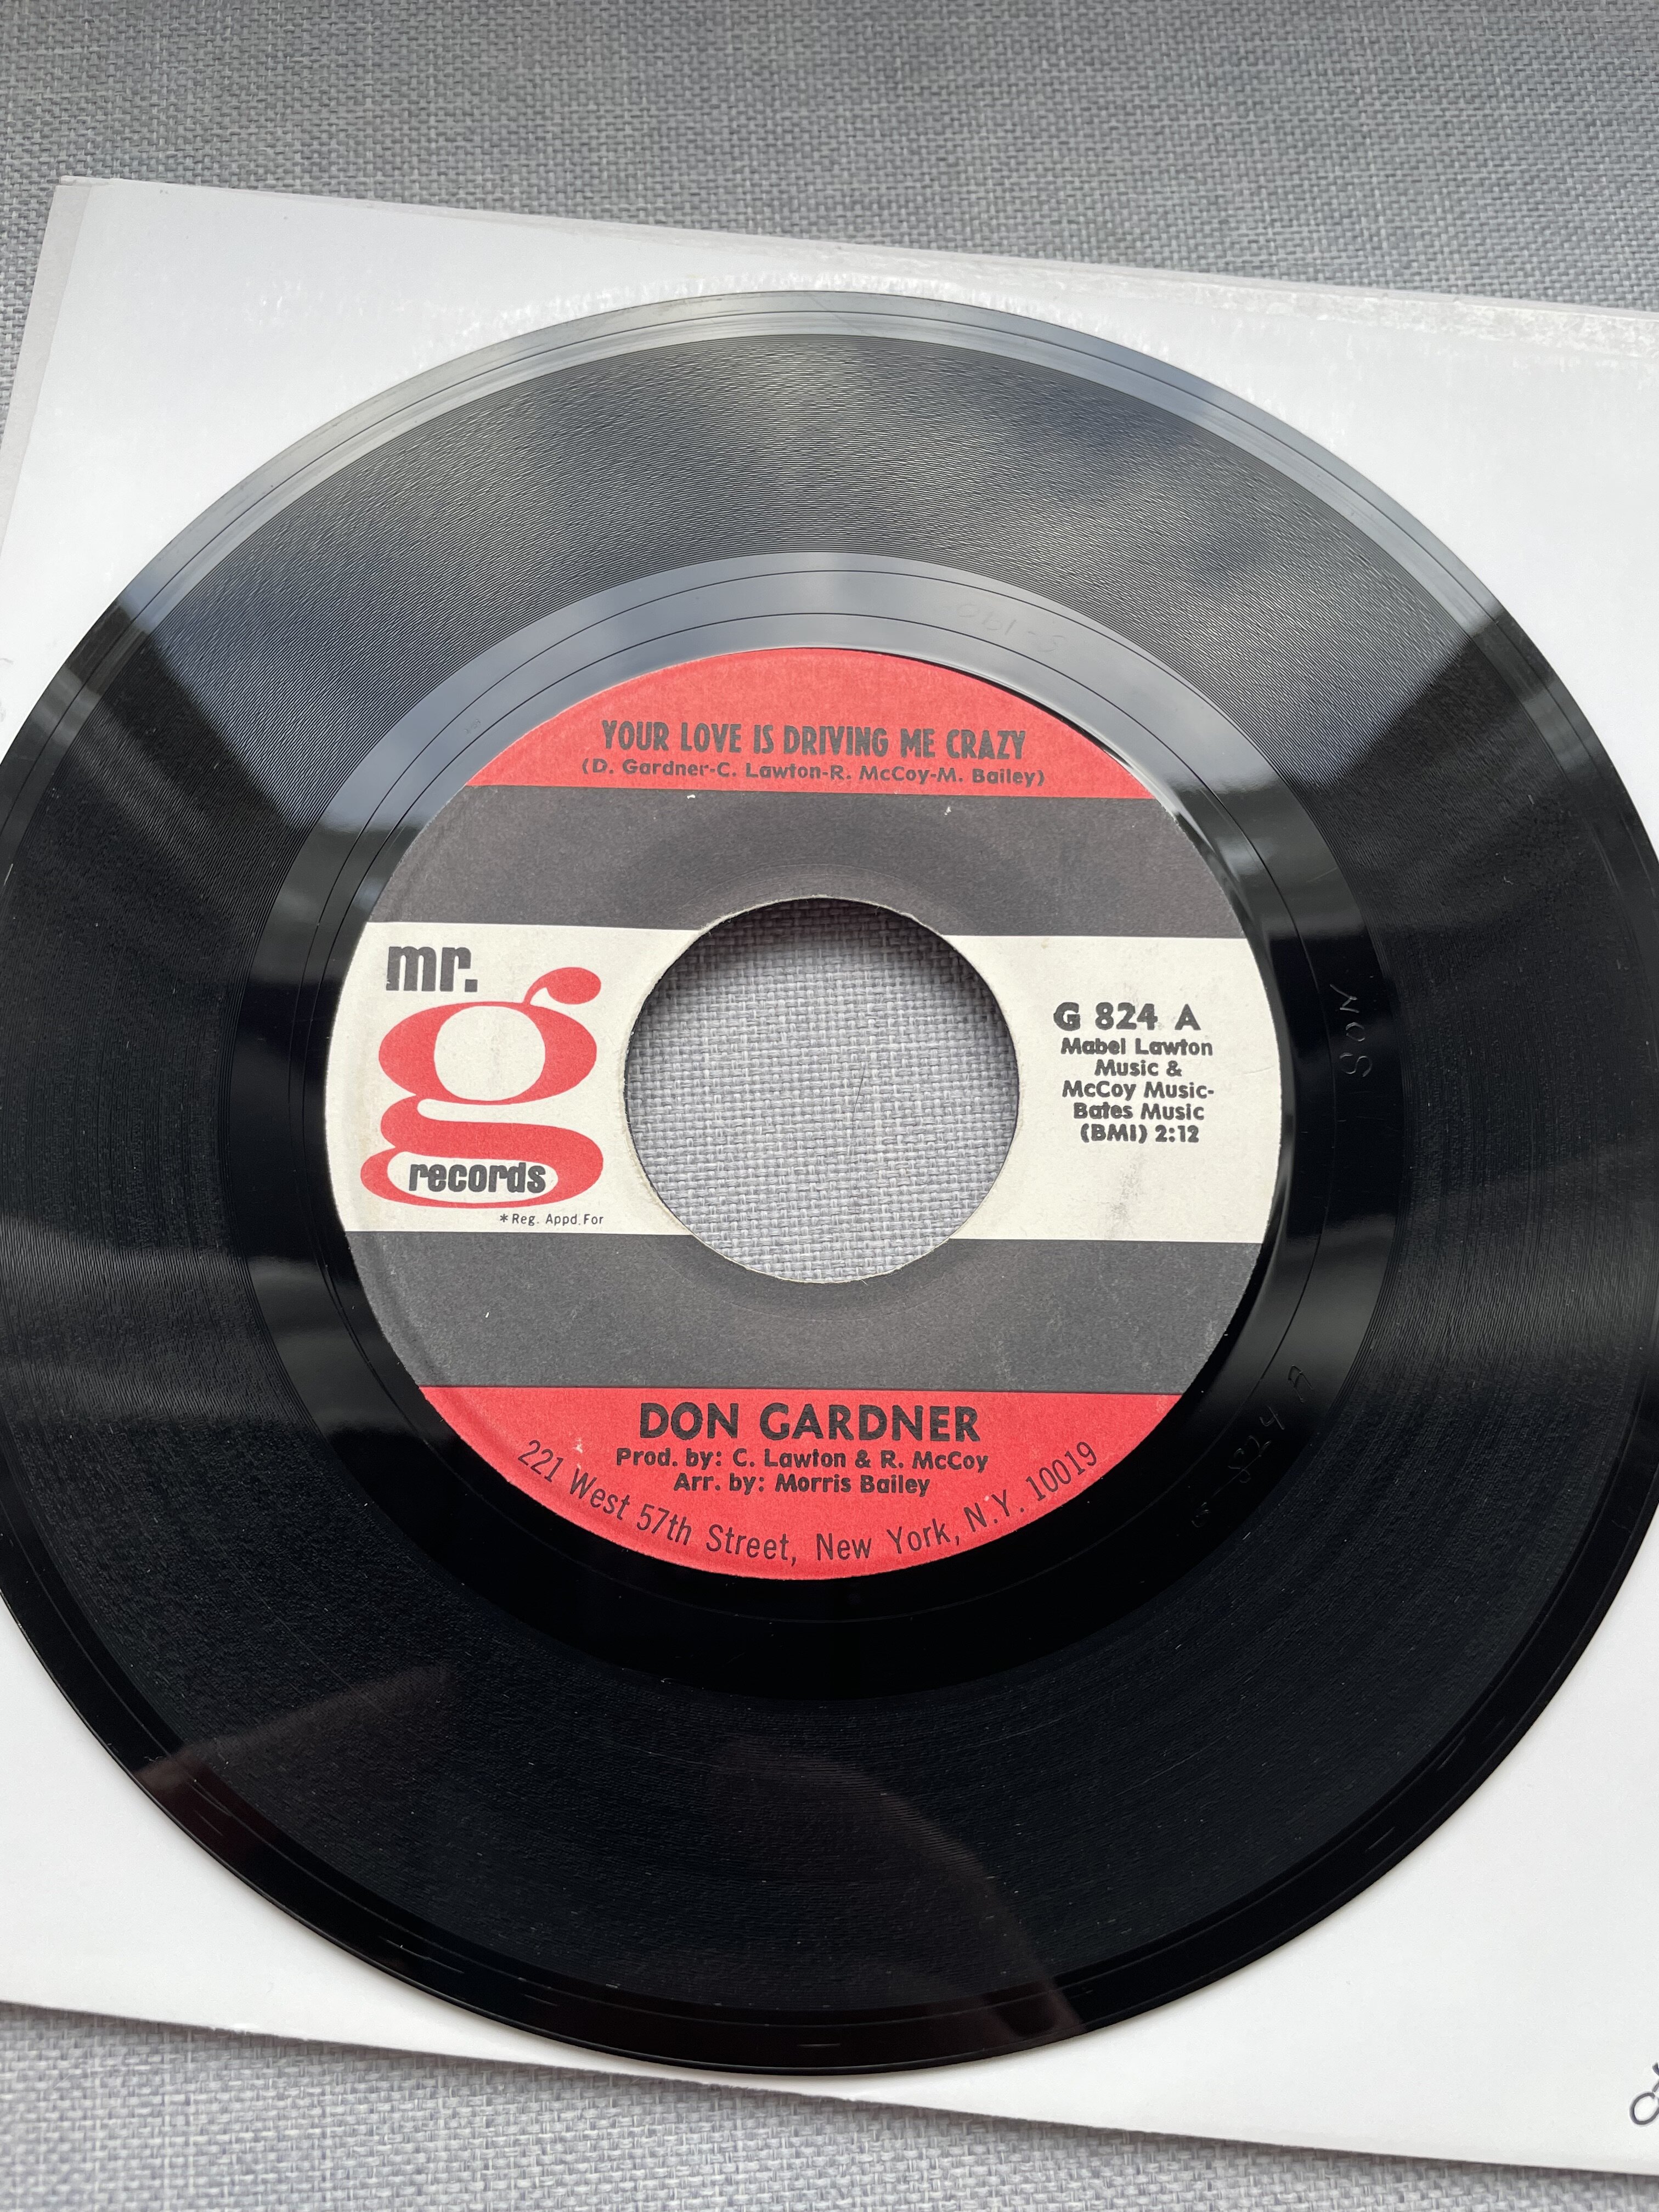 YOUR LOVE IS DRIVING ME CRAZY
(D. Gardner-C. Lawton-R. McCoy-M. Bailey)
mr.
g
records
*Reg. Appd. For
G 824 A
Mabel Lawton
Music &
McCoy Music-
Bates Music
(BMI) 2:12
DON GARDNER
Prod. by: C. Lawton & R. McCoy
Arr. by: Morris Bailey
221 West 57th Street, New York, N.Y. 10019